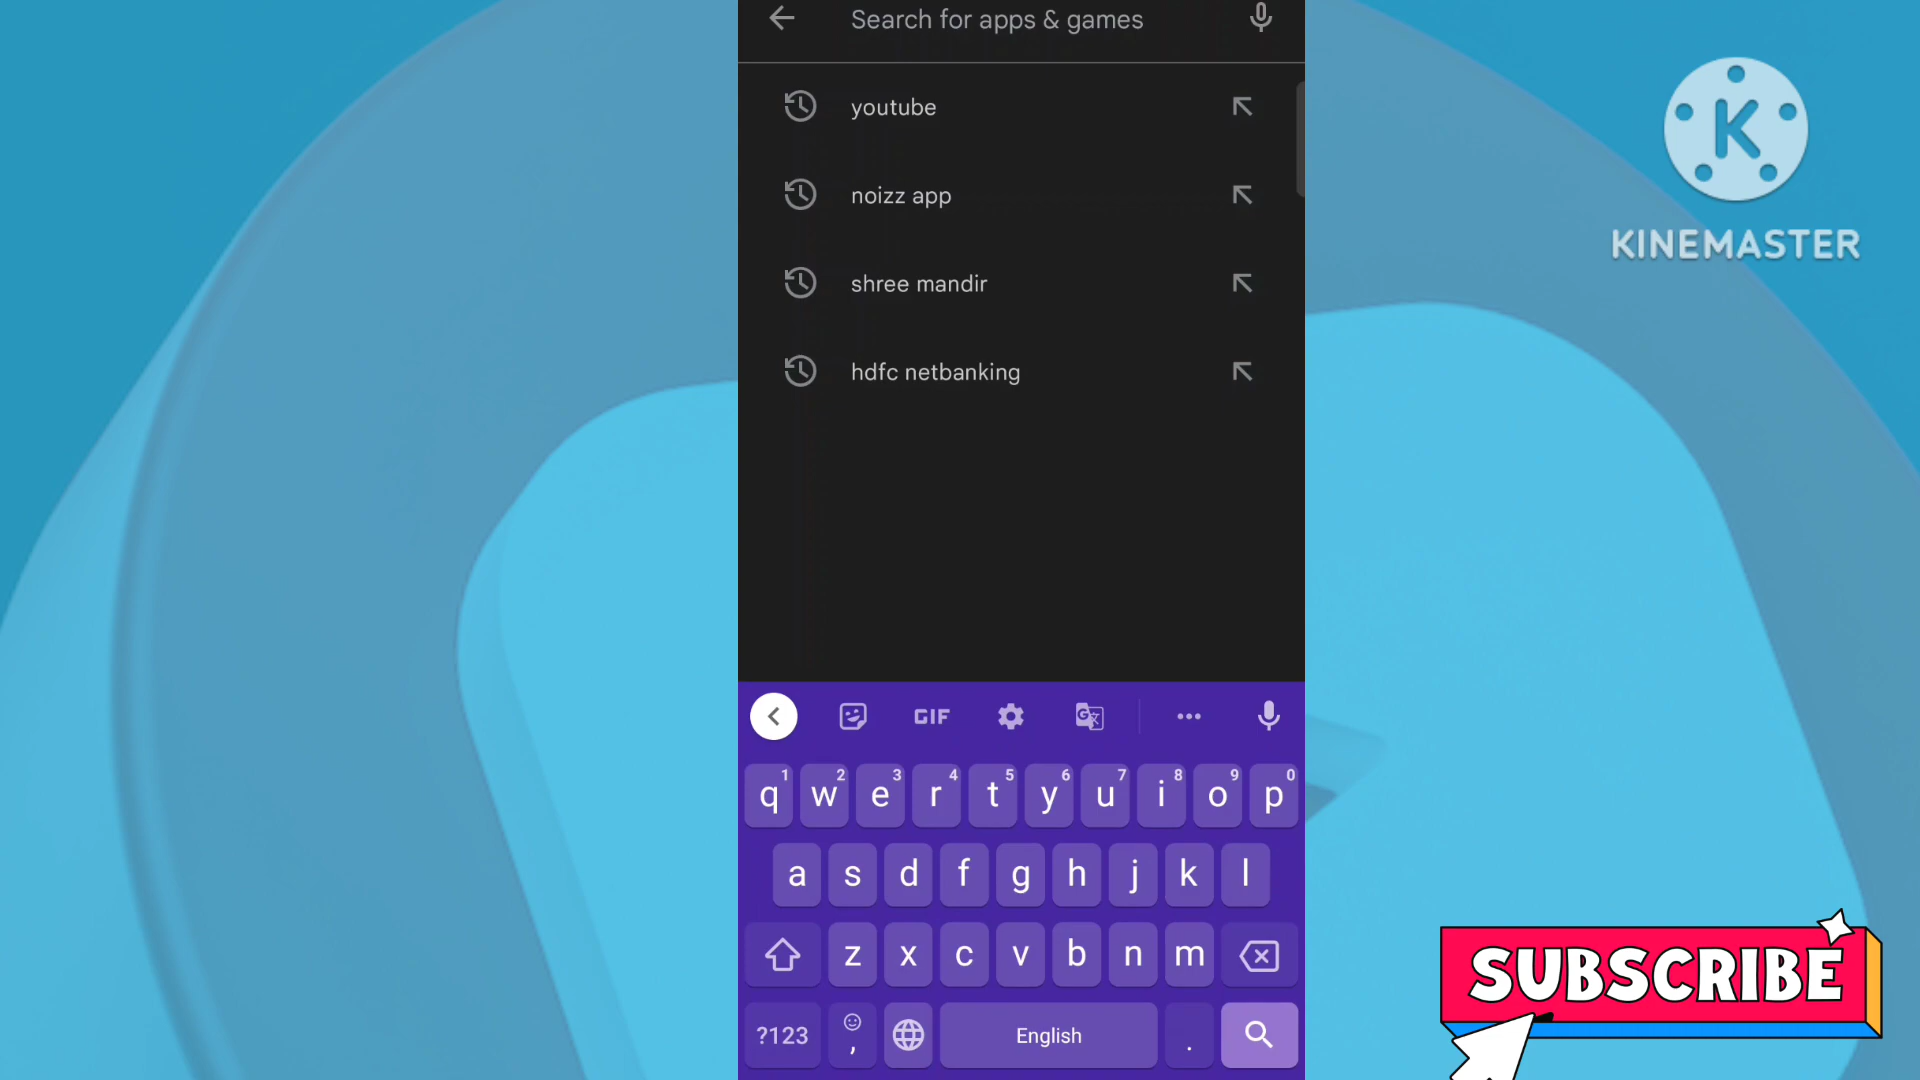 Search for apps & games
youtube
noizz app
shree mandir
hdfc netbanking
K
KINEMASTER
GIF
G
1 2 3 4 5 6 7 8 9 0
q w e r t y u i o p
a s d f g h j k l
z x c v b n m
?123 , English .
SUBSCRIBE